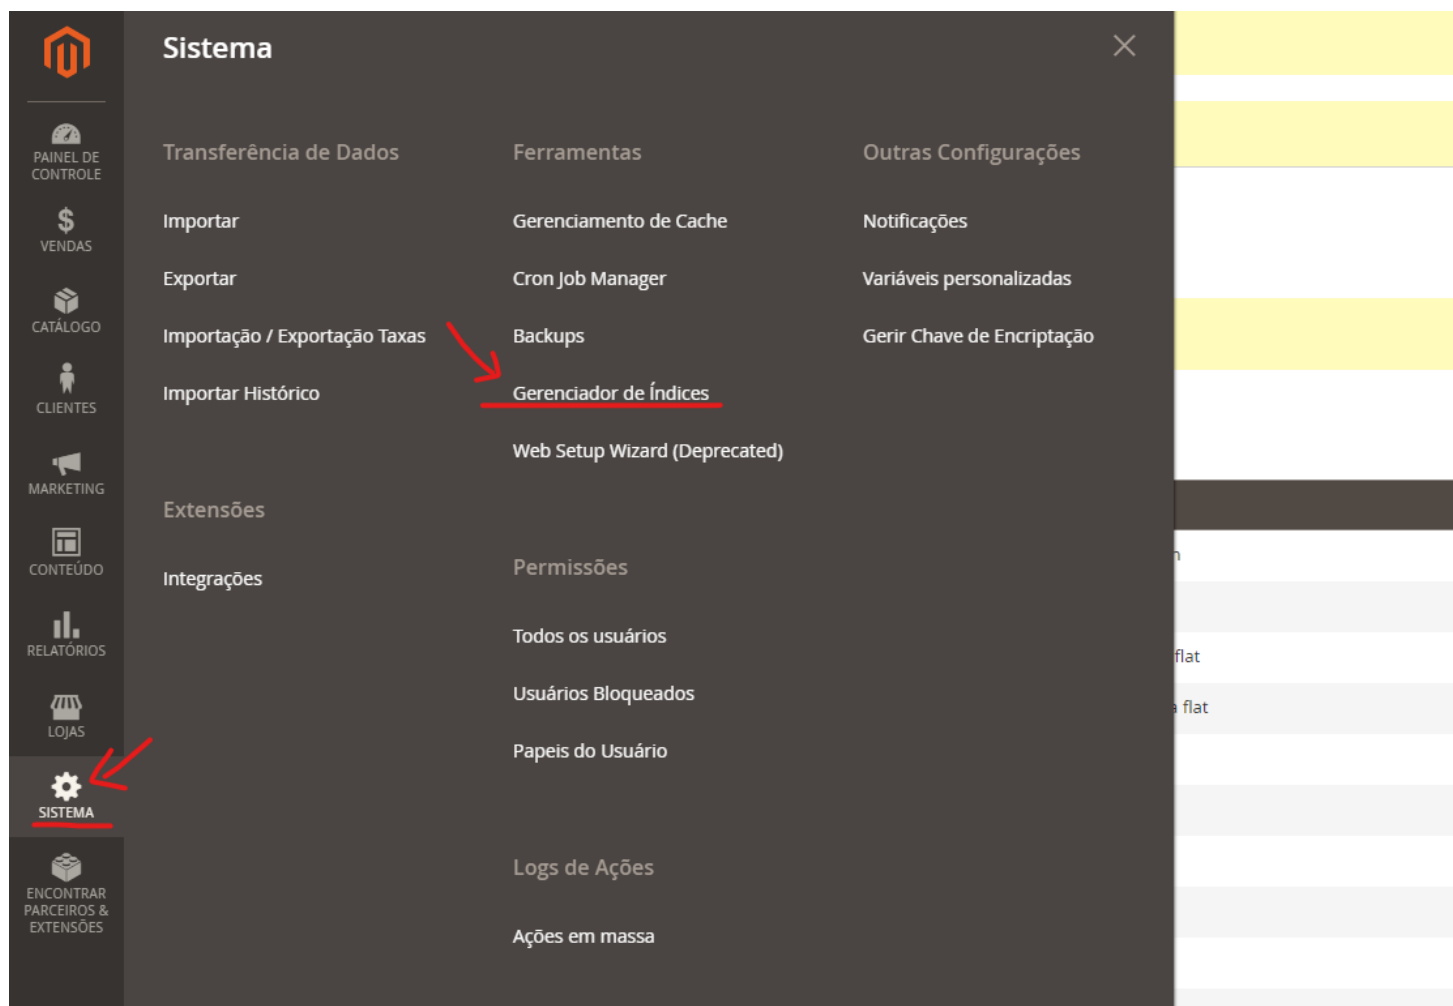 Sistema
PAINEL DE
CONTROLE
VENDAS
CATÁLOGO
CLIENTES
MARKETING
CONTEÚDO
RELATÓRIOS
LOJAS
SISTEMA
ENCONTRAR
PARCEIROS &
EXTENSÕES
Transferência de Dados
Importar
Exportar
Importação / Exportação Taxas
Importar Histórico
Extensões
Integrações
Ferramentas
Gerenciamento de Cache
Cron Job Manager
Backups
Gerenciador de Índices
Web Setup Wizard (Deprecated)
Permissões
Todos os usuários
Usuários Bloqueados
Papeis do Usuário
Logs de Ações
Ações em massa
Outras Configurações
Notificações
Variáveis personalizadas
Gerir Chave de Encriptação
flat
flat